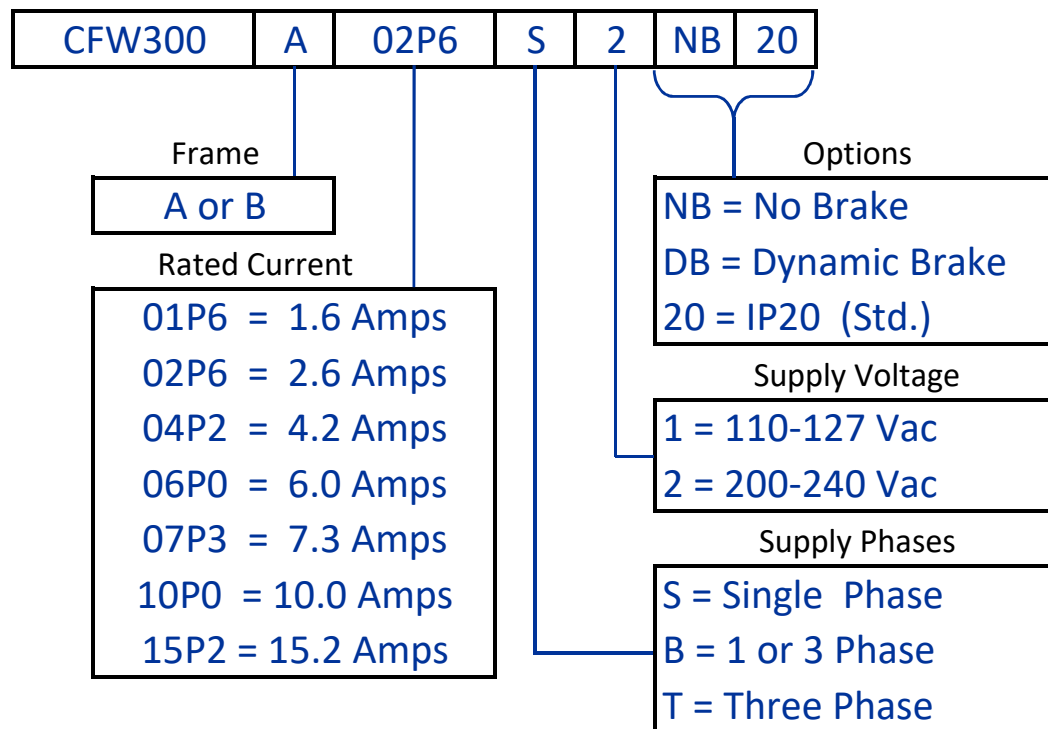 CFW300 A 02P6 S 2 NB 20
Frame
A or B
Rated Current
01P6 = 1.6 Amps
02P6 = 2.6 Amps
04P2 = 4.2 Amps
06P0 = 6.0 Amps
07P3 = 7.3 Amps
10P0 = 10.0 Amps
15P2 = 15.2 Amps
Options
NB = No Brake
DB = Dynamic Brake
20 = IP20 (Std.)
Supply Voltage
1 = 110-127 Vac
2 = 200-240 Vac
Supply Phases
S = Single Phase
B = 1 or 3 Phase
T = Three Phase